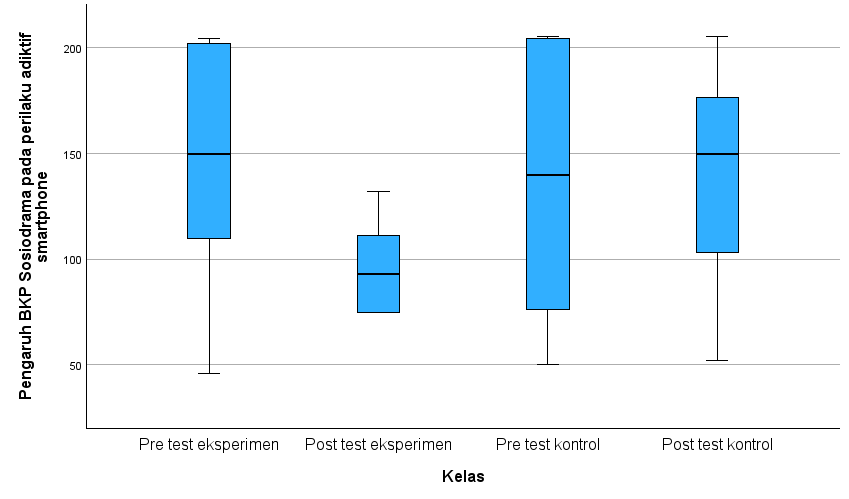 Pengaruh BKP Sosiodrama pada perilaku adiktif
smartphone
200
150
100
50
Pre test eksperimen
Post test eksperimen
Pre test kontrol
Post test kontrol
Kelas